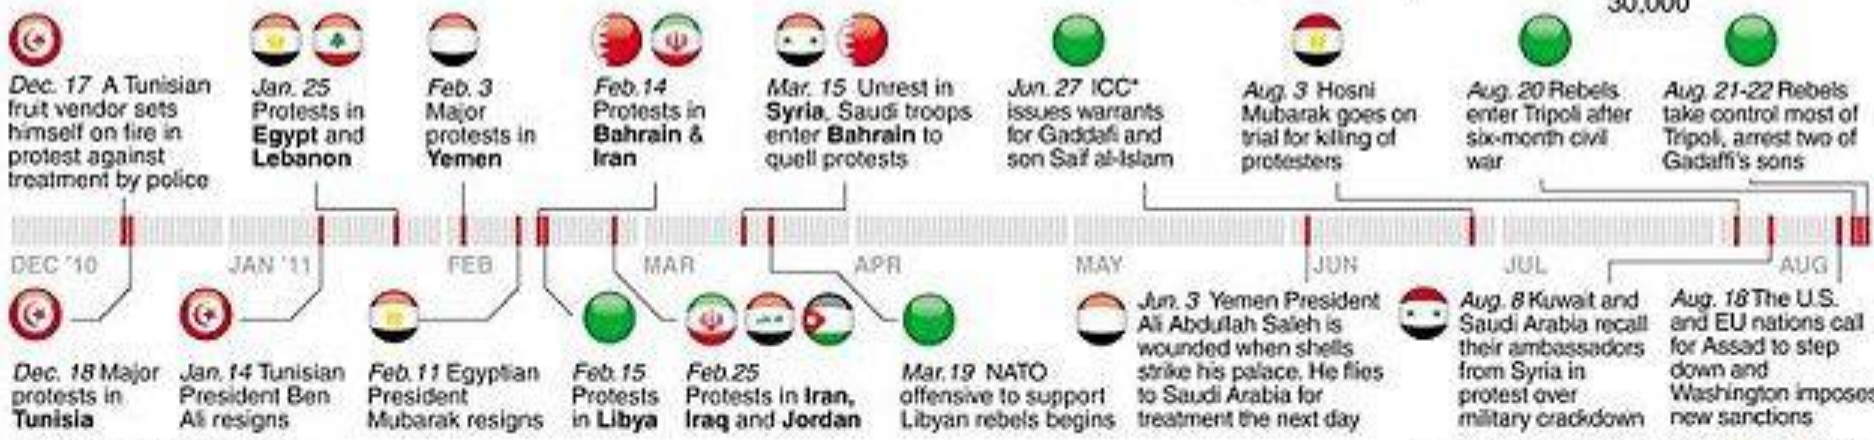 30,000
Dec. 17 A Tunisian
fruit vendor sets
himself on fire in
protest against
treatment by police
Jan. 25
Protests in
Egypt and
Lebanon
Feb. 3
Major
protests in
Yemen
Feb.14
Protests in
Bahrain &
Iran
Mar. 15 Unrest in
Syria, Saudi troops
enter Bahrain to
quell protests
Jun. 27 ICC*
issues warrants
for Gaddafi and
son Saif al-Islam
Aug. 3 Hosni
Mubarak goes on
trial for killing of
protesters
Aug. 20 Rebels
enter Tripoli after
six-month civil
war
Aug. 21-22 Rebels
take control most of
Tripoli, arrest two of
Gadaffi's sons
DEC '10 JAN '11 FEB MAR APR MAY JUN JUL AUG
Dec. 18 Major
protests in
Tunisia
Jan. 14 Tunisian
President Ben
Ali resigns
Feb. 11 Egyptian
President
Mubarak resigns
Feb.15
Protests
in Libya
Feb.25
Protests in Iran,
Iraq and Jordan
Mar.19 NATO
offensive to support
Libyan rebels begins
Jun. 3 Yemen President
Ali Abdullah Saleh is
wounded when shells
strike his palace. He flies
to Saudi Arabia for
treatment the next day
Aug. 8 Kuwait and
Saudi Arabia recall
their ambassadors
from Syria in
protest over
military crackdown
Aug. 18 The U.S.
and EU nations call
for Assad to step
down and
Washington imposes
new sanctions